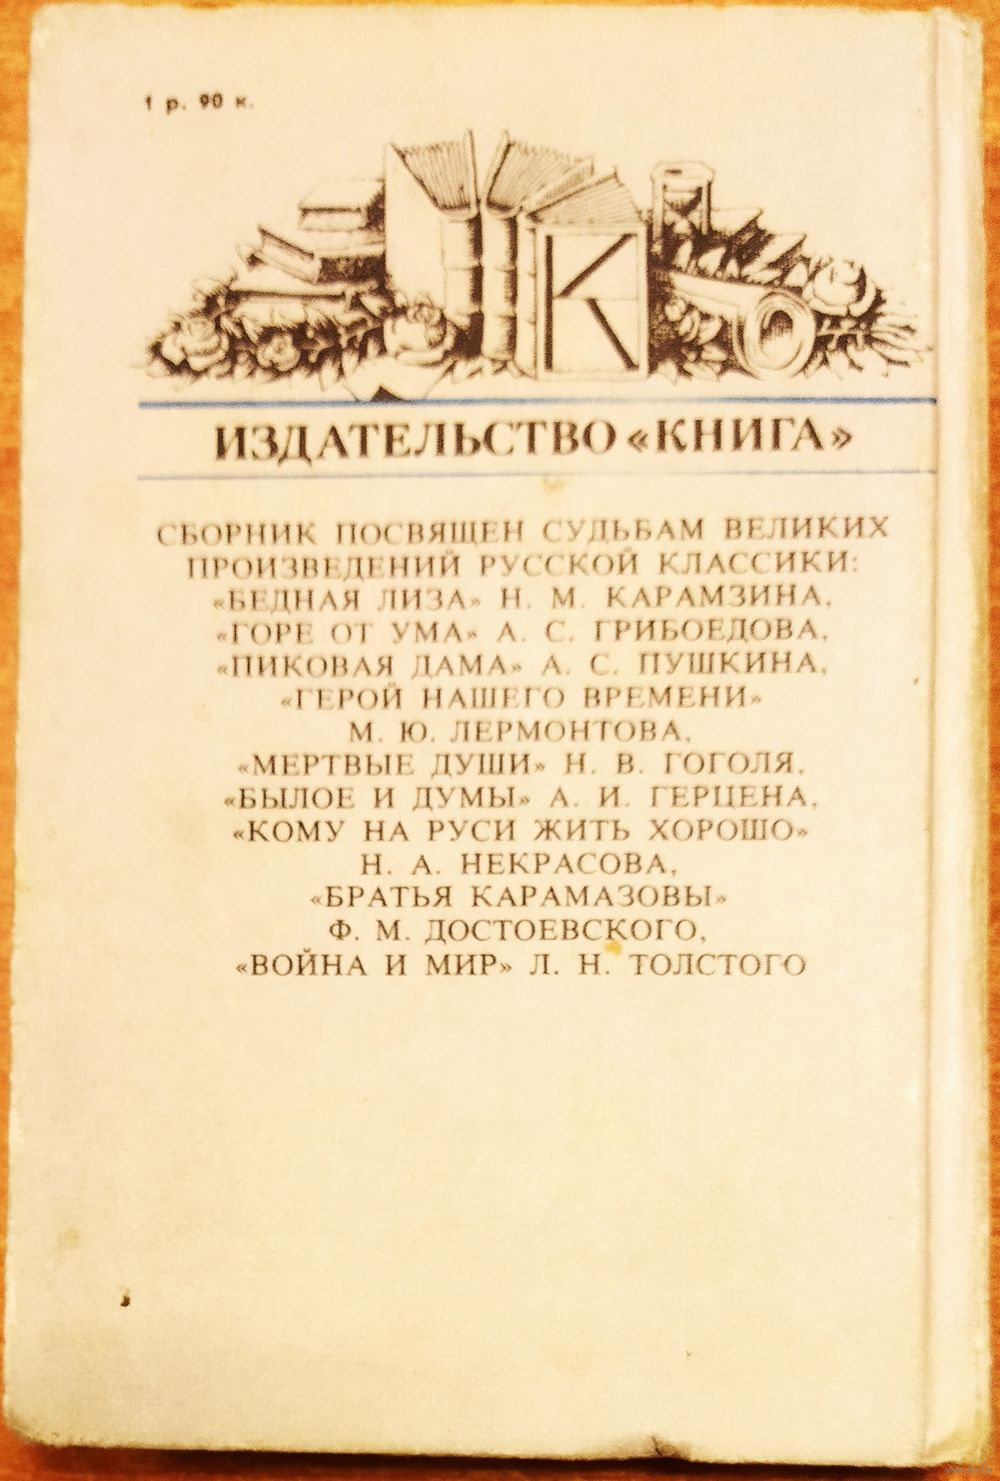 1 р. 90 к.
К
ИЗДАТЕЛЬСТВО «КНИГА»
СБОРНИК ПОСВЯЩЕН СУДЬБАМ ВЕЛИКИХ
ПРОИЗВЕДЕНИЙ РУССКОЙ КЛАССИКИ:
«БЕДНАЯ ЛИЗА» Н. М. КАРАМЗИНА,
«ГОРЕ ОТ УМА» А. С. ГРИБОЕДОВА,
«ПИКОВАЯ ДАМА» А. С. ПУШКИНА,
«ГЕРОЙ НАШЕГО ВРЕМЕНИ»
М. Ю. ЛЕРМОНТОВА,
«МЕРТВЫЕ ДУШИ» Н. В. ГОГОЛЯ,
«БЫЛОЕ И ДУМЫ» А. И. ГЕРЦЕНА,
«КОМУ НА РУСИ ЖИТЬ ХОРОШО»
Н. А. НЕКРАСОВА,
«БРАТЬЯ КАРАМАЗОВЫ»
Ф. М. ДОСТОЕВСКОГО,
«ВОЙНА И МИР» Л. Н. ТОЛСТОГО